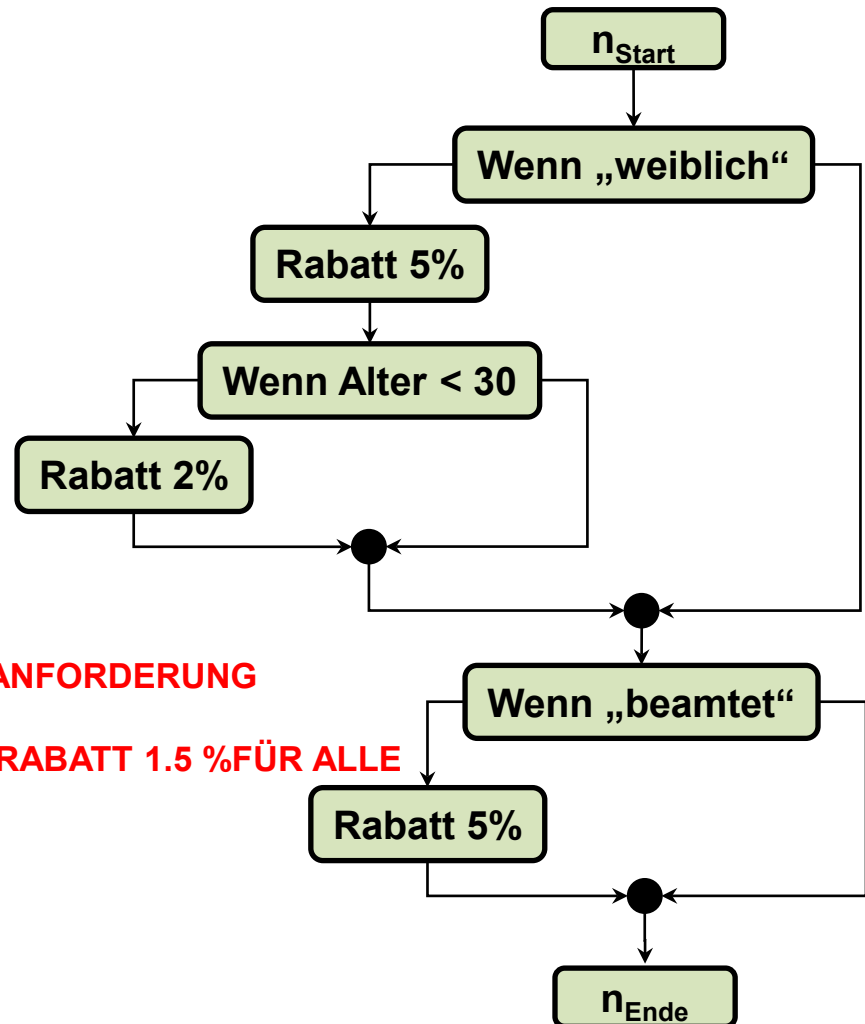 nStart
Wenn „weiblich“
Rabatt 5%
Wenn Alter < 30
Rabatt 2%
ANFORDERUNG
Wenn „beamtet“
RABATT 1.5 %FÜR ALLE
Rabatt 5%
nEnde